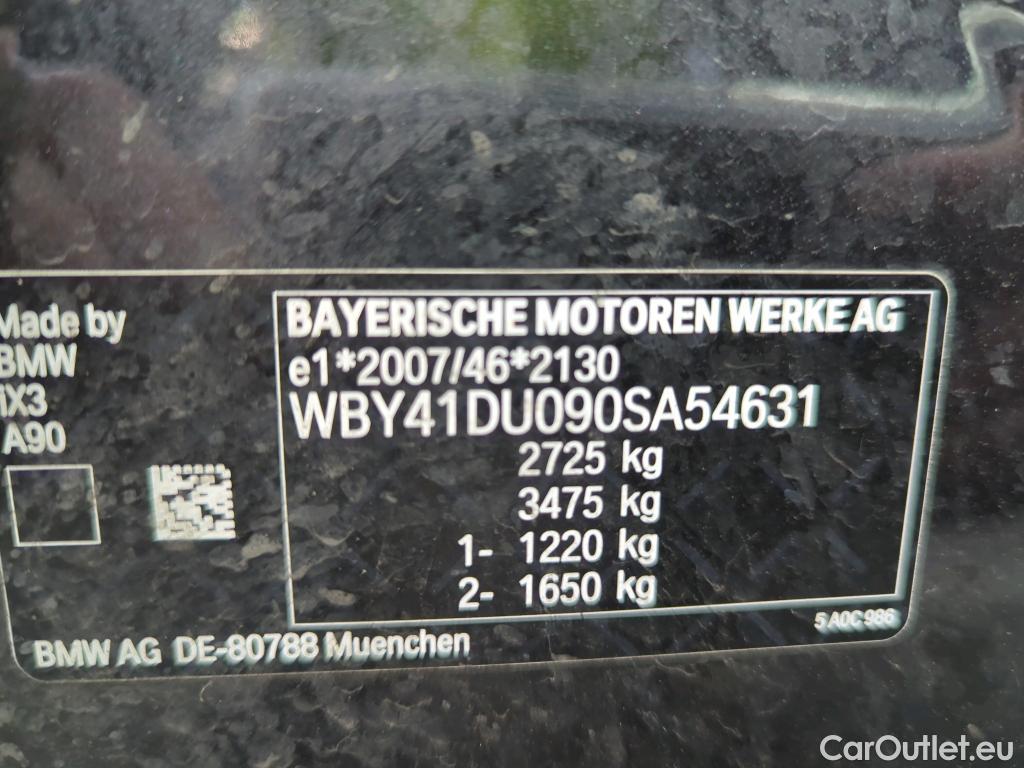 Made by
BMW
iX3
A90
BAYERISCHE MOTOREN WERKE AG
e1*2007/46*2130
WBY41DU090SA54631
2725 kg
3475 kg
1- 1220 kg
2- 1650 kg
5A0C986
BMW AG DE-80788 Muenchen
CarOutlet.eu